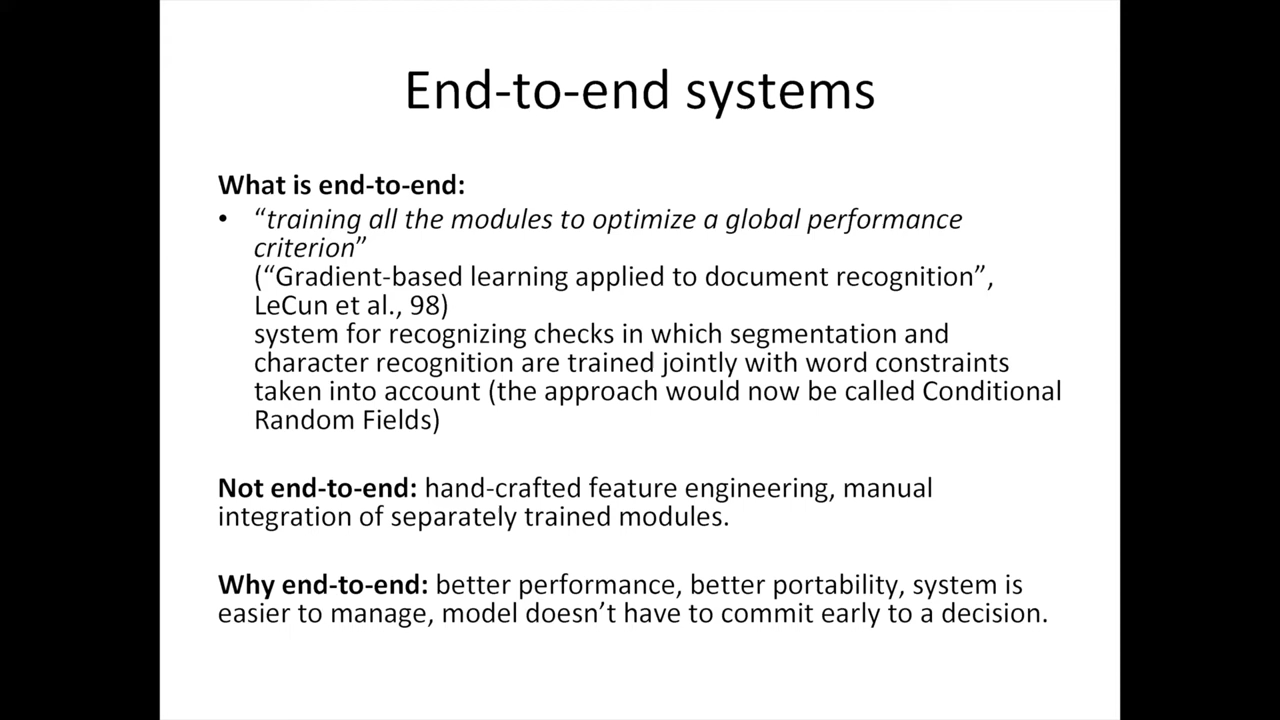 End-to-end systems
What is end-to-end:
• “training all the modules to optimize a global performance
criterion”
(“Gradient-based learning applied to document recognition”,
LeCun et al., 98)
system for recognizing checks in which segmentation and
character recognition are trained jointly with word constraints
taken into account (the approach would now be called Conditional
Random Fields)
Not end-to-end: hand-crafted feature engineering, manual
integration of separately trained modules.
Why end-to-end: better performance, better portability, system is
easier to manage, model doesn’t have to commit early to a decision.